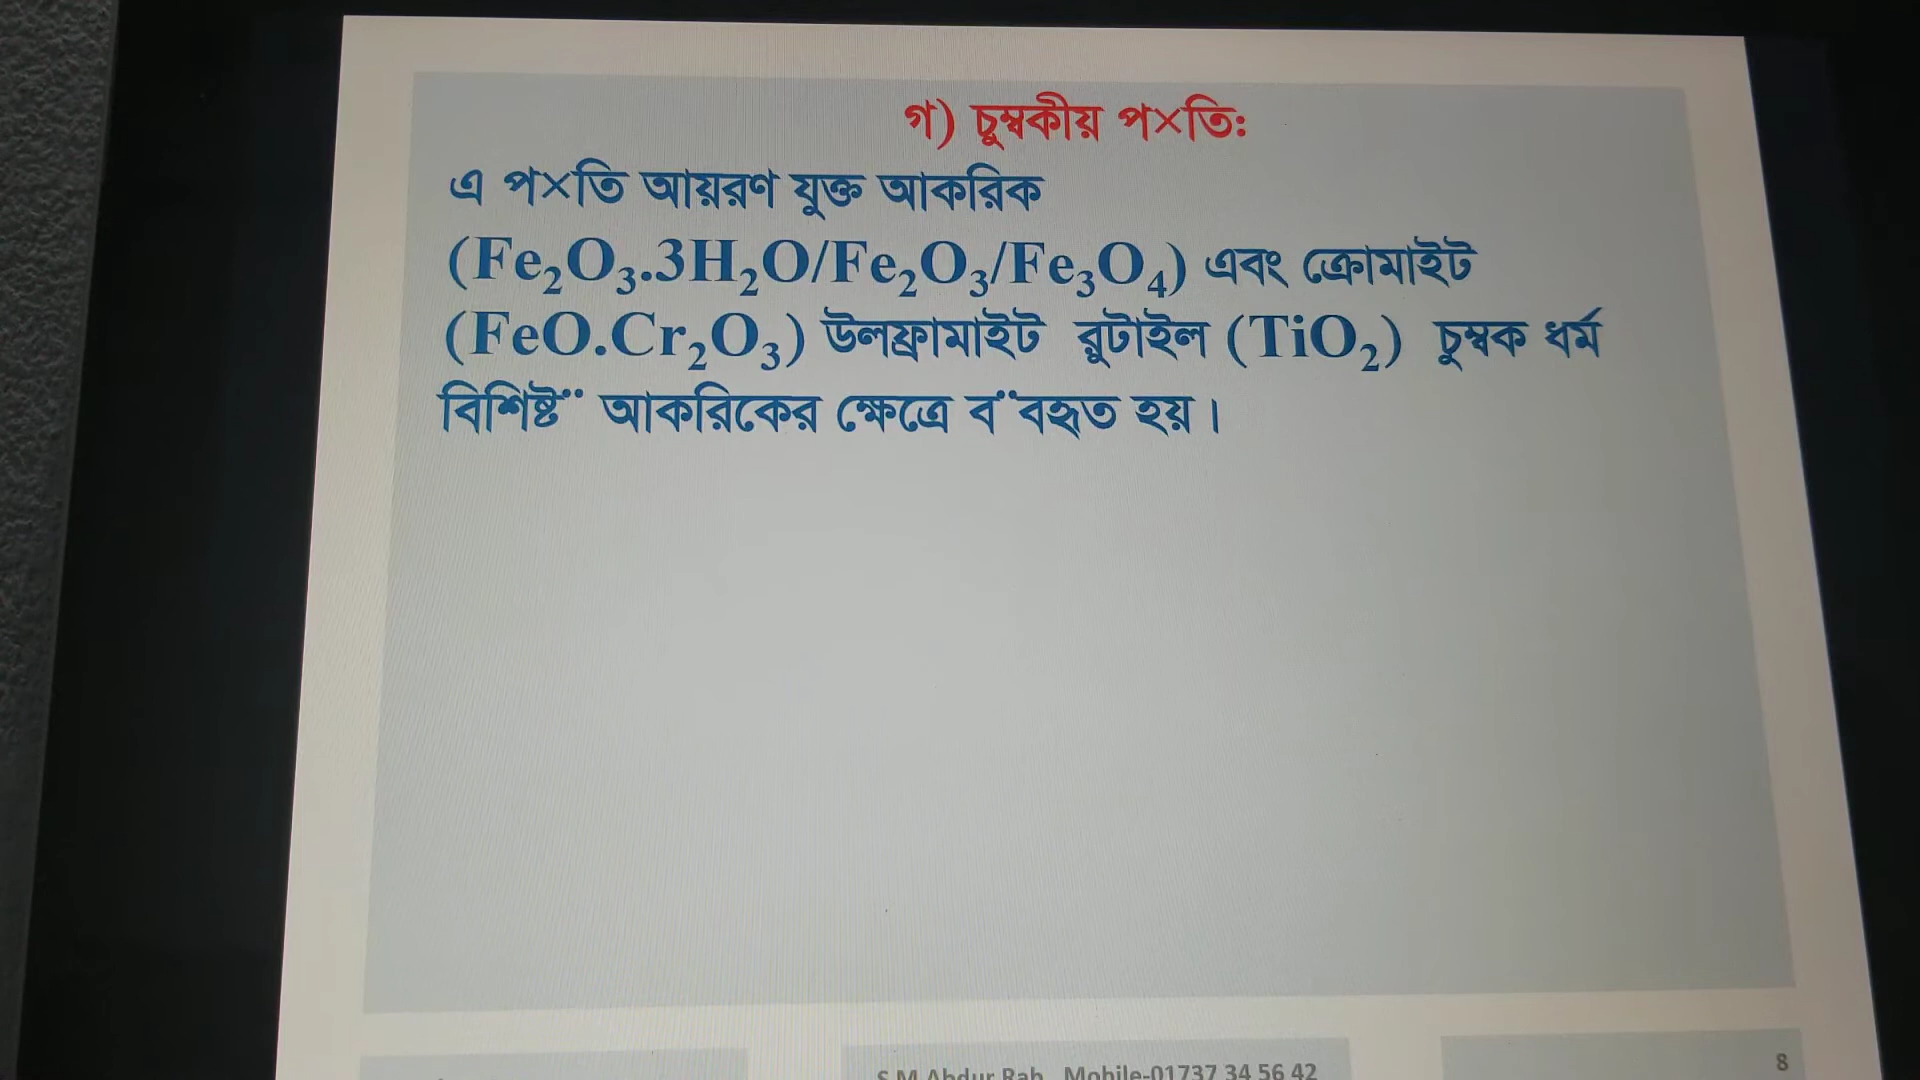 গ) চুম্বকীয় প×তি:
এ প×তি আয়রণ যুক্ত আকরিক
(Fe₂O₃.3H₂O/Fe₂O₃/Fe₃O₄) এবং ক্রোমাইট
(FeO.Cr₂O₃) উলফ্রামাইট রুটাইল (TiO₂) চুম্বক ধর্ম
বিশিষ্ট¨ আকরিকের ক্ষেত্রে ব¨বহৃত হয়।
S.M Abdur Rab Mobile-01737 34 56 42
8